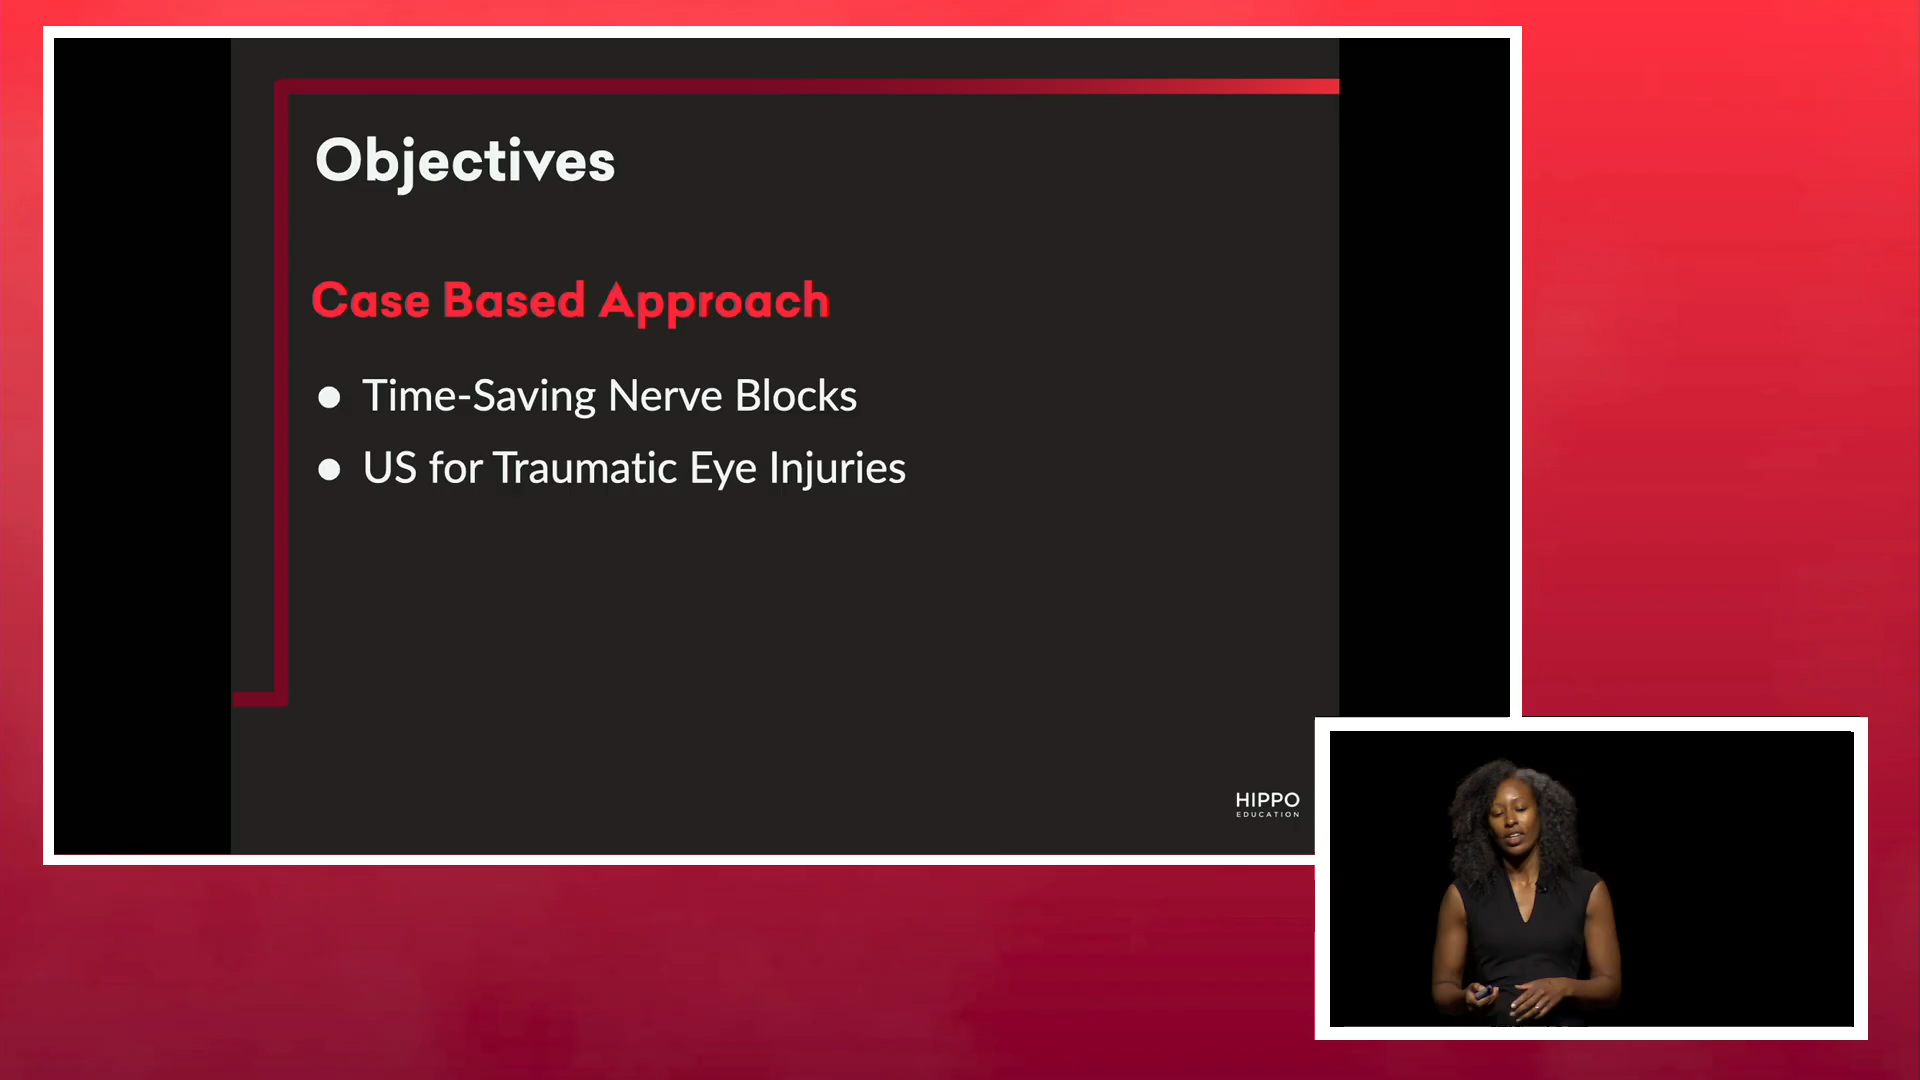 Objectives
Case Based Approach
● Time-Saving Nerve Blocks
● US for Traumatic Eye Injuries
HIPPO
EDUCATION